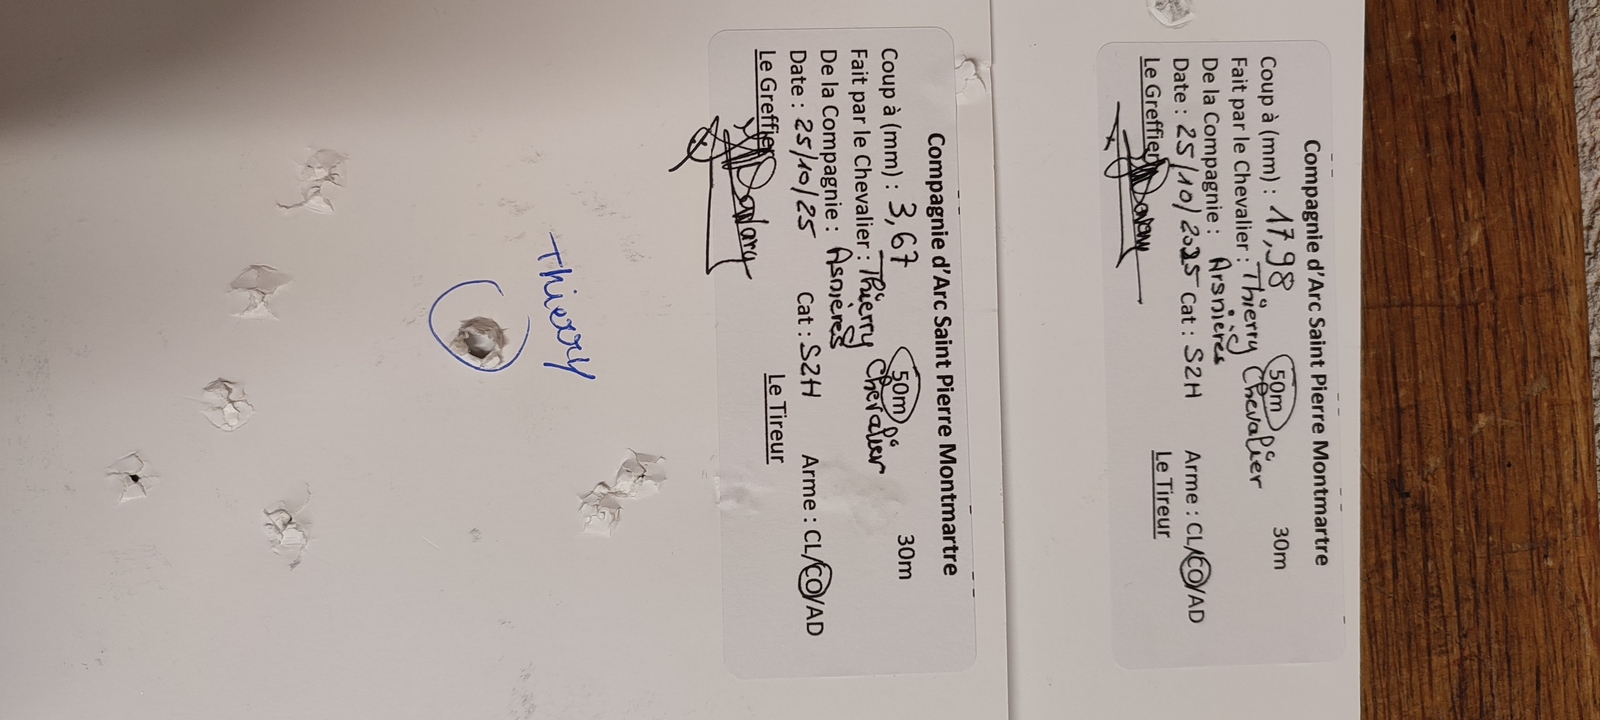 Compagnie d'Arc Saint Pierre Montmartre
Coup à (mm) : 17,98 50m 30m
Fait par le Chevalier : Thierry Chevalier
De la Compagnie : Arsnières
Date : 25/10/2025 Cat : S2H Arme : CL/CO/AD
Le Greffier Le Tireur
Compagnie d'Arc Saint Pierre Montmartre
Coup à (mm) : 3,67 50m 30m
Fait par le Chevalier : Thierry Chevalier
De la Compagnie : Asnières
Date : 25/10/25 Cat : S2H Arme : CL/CO/AD
Le Greffier Le Tireur
Thierry